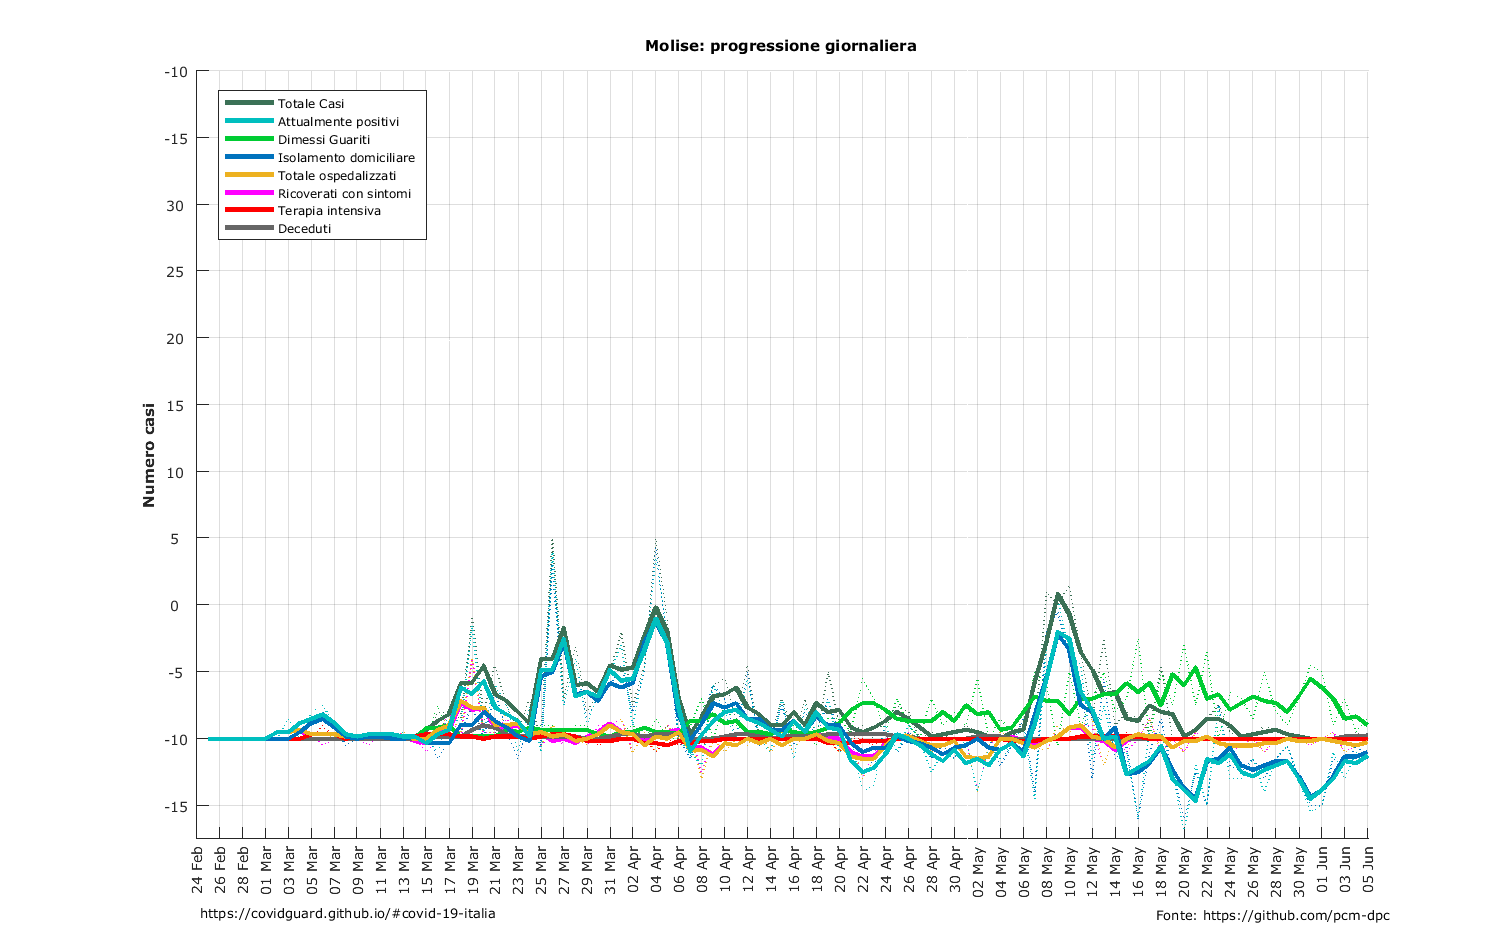 Molise: progressione giornaliera
Numero casi
-10
-15
30
25
20
15
10
5
0
-5
-10
-15
Totale Casi
Attualmente positivi
Dimessi Guariti
Isolamento domiciliare
Totale ospedalizzati
Ricoverati con sintomi
Terapia intensiva
Deceduti
24 Feb
26 Feb
28 Feb
01 Mar
03 Mar
05 Mar
07 Mar
09 Mar
11 Mar
13 Mar
15 Mar
17 Mar
19 Mar
21 Mar
23 Mar
25 Mar
27 Mar
29 Mar
31 Mar
02 Apr
04 Apr
06 Apr
08 Apr
10 Apr
12 Apr
14 Apr
16 Apr
18 Apr
20 Apr
22 Apr
24 Apr
26 Apr
28 Apr
30 Apr
02 May
04 May
06 May
08 May
10 May
12 May
14 May
16 May
18 May
20 May
22 May
24 May
26 May
28 May
30 May
01 Jun
03 Jun
05 Jun
https://covidguard.github.io/#covid-19-italia
Fonte: https://github.com/pcm-dpc